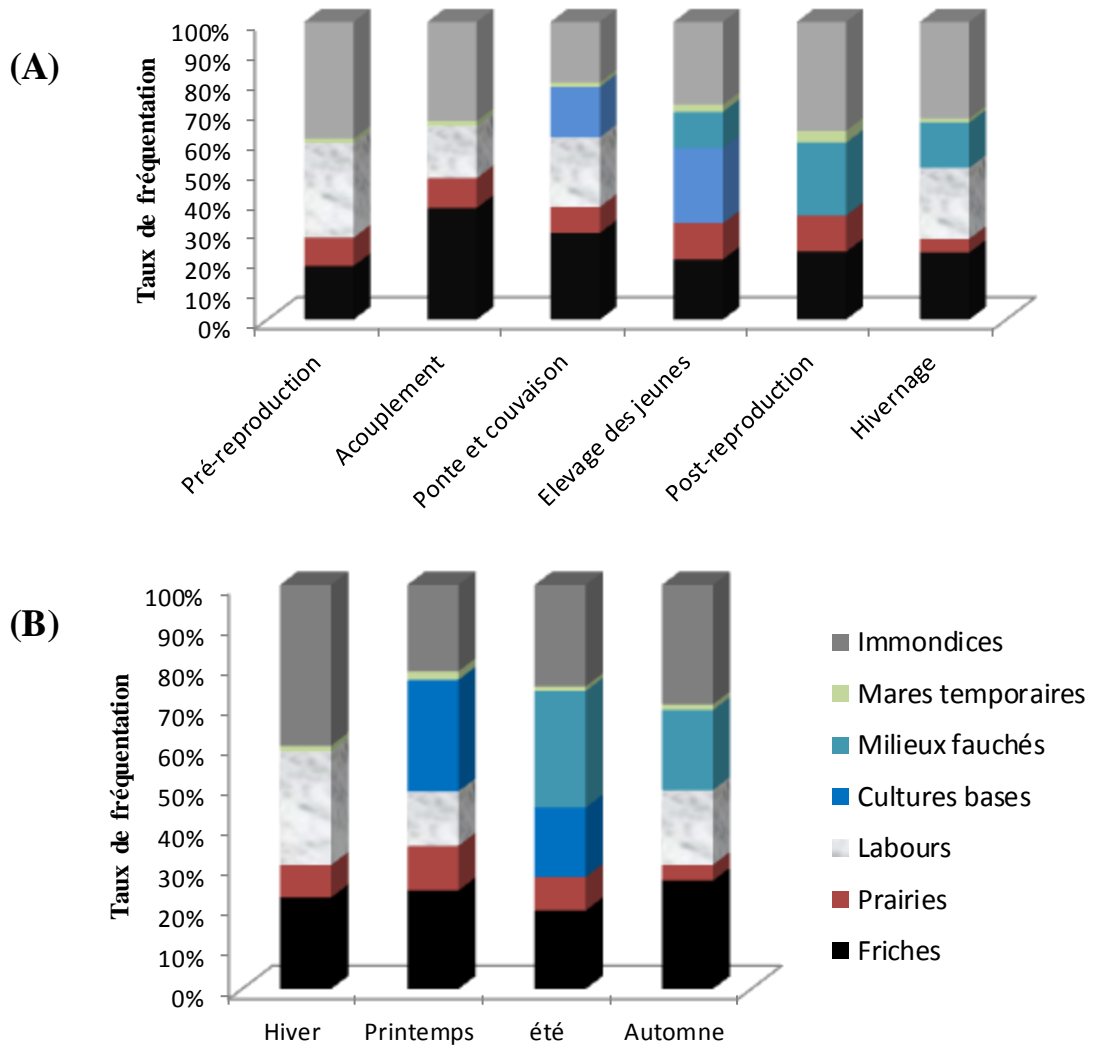 (A)
Taux de fréquentation
100%
90%
80%
70%
60%
50%
40%
30%
20%
10%
0%
Pré-reproduction
Acouplement
Ponte et couvaison
Elevage des jeunes
Post-reproduction
Hivernage
(B)
Taux de fréquentation
100%
90%
80%
70%
60%
50%
40%
30%
20%
10%
0%
Hiver
Printemps
été
Automne
Immondices
Mares temporaires
Milieux fauchés
Cultures bases
Labours
Prairies
Friches